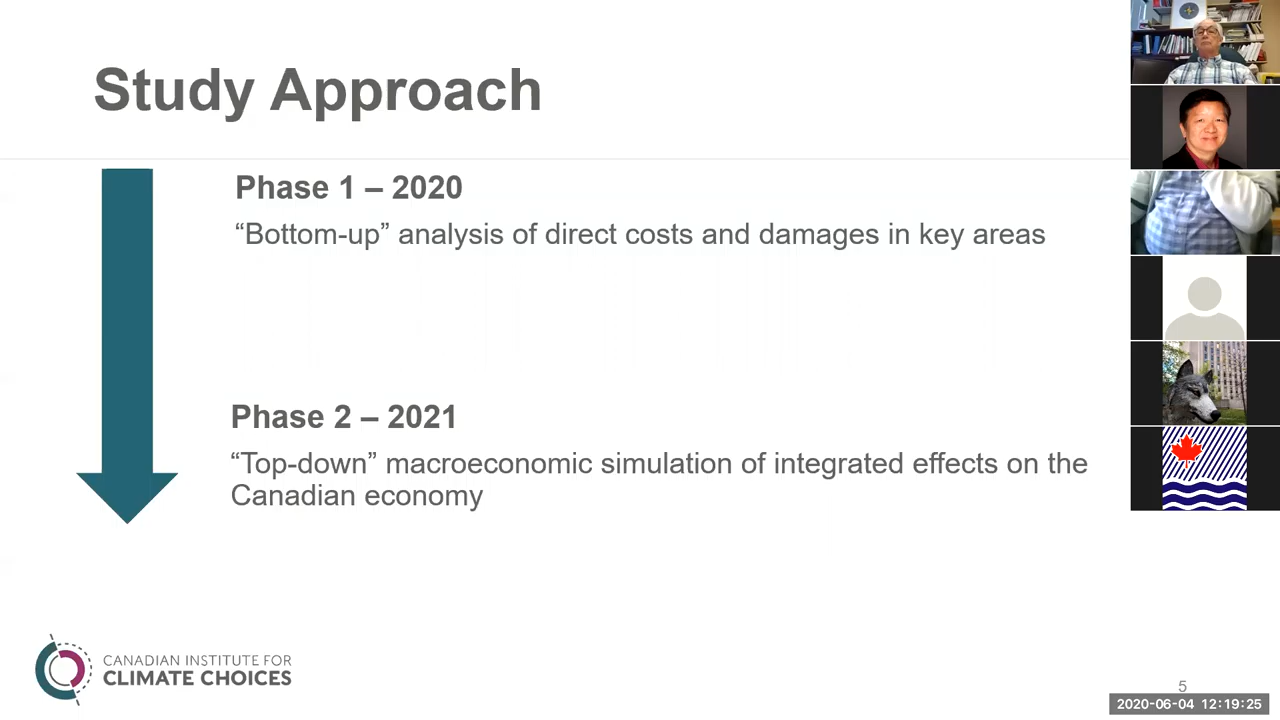 Study Approach
Phase 1 – 2020
“Bottom-up” analysis of direct costs and damages in key areas
Phase 2 – 2021
“Top-down” macroeconomic simulation of integrated effects on the
Canadian economy
CANADIAN INSTITUTE FOR
CLIMATE CHOICES
5
2020-06-04 12:19:25